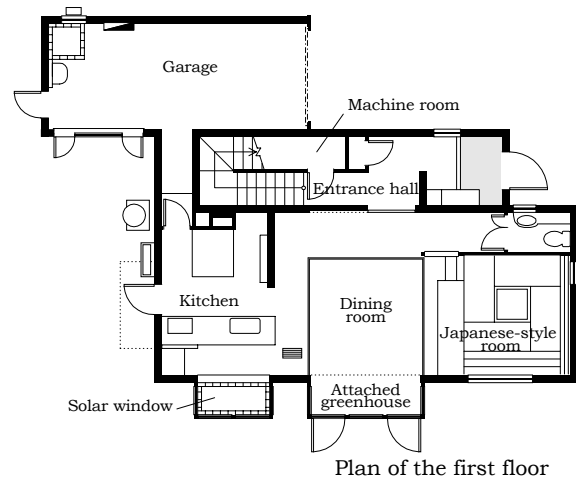 Garage
Machine room
Entrance hall
Kitchen
Dining
room
Japanese-style
room
Attached
greenhouse
Solar window
Plan of the first floor